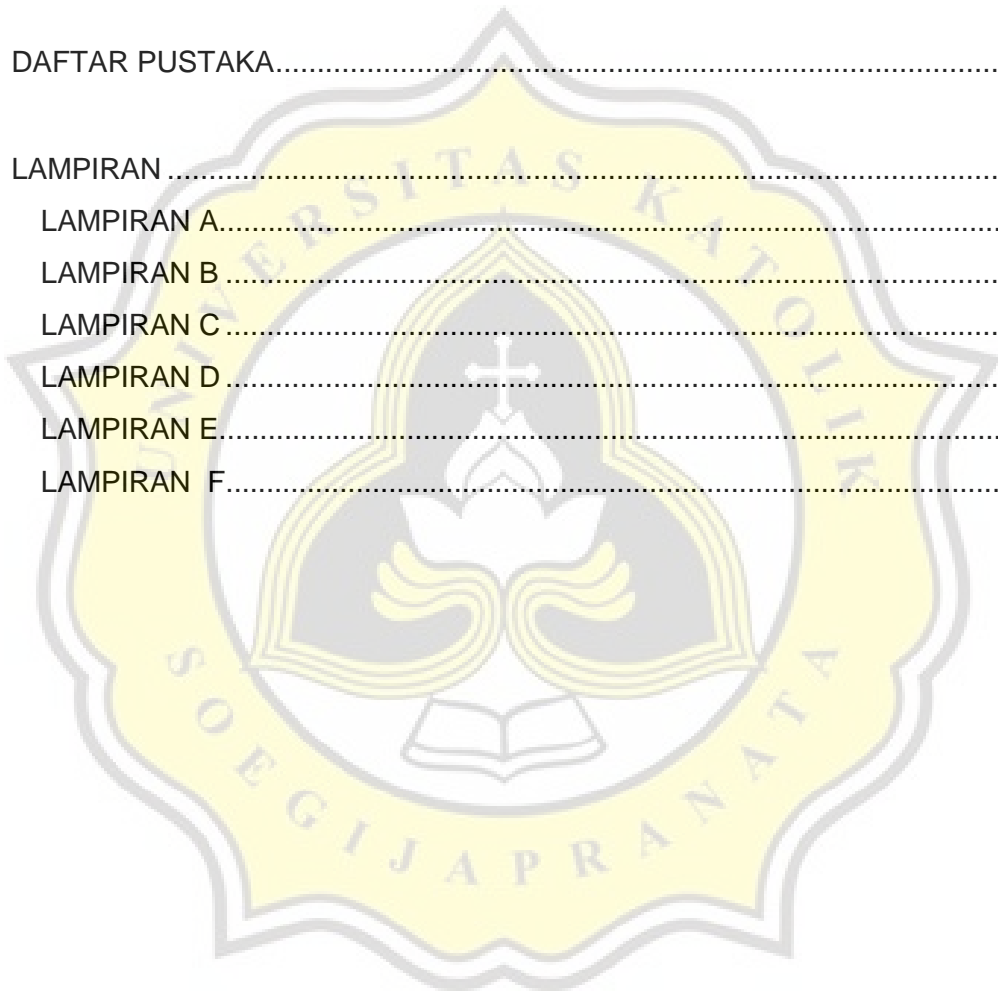 DAFTAR PUSTAKA................................................................................
LAMPIRAN ................................................................................
LAMPIRAN A................................................................................
LAMPIRAN B ................................................................................
LAMPIRAN C ................................................................................
LAMPIRAN D ................................................................................
LAMPIRAN E................................................................................
LAMPIRAN  F................................................................................
UNIVERSITAS KATOLIK
SOEGIJAPRANATA